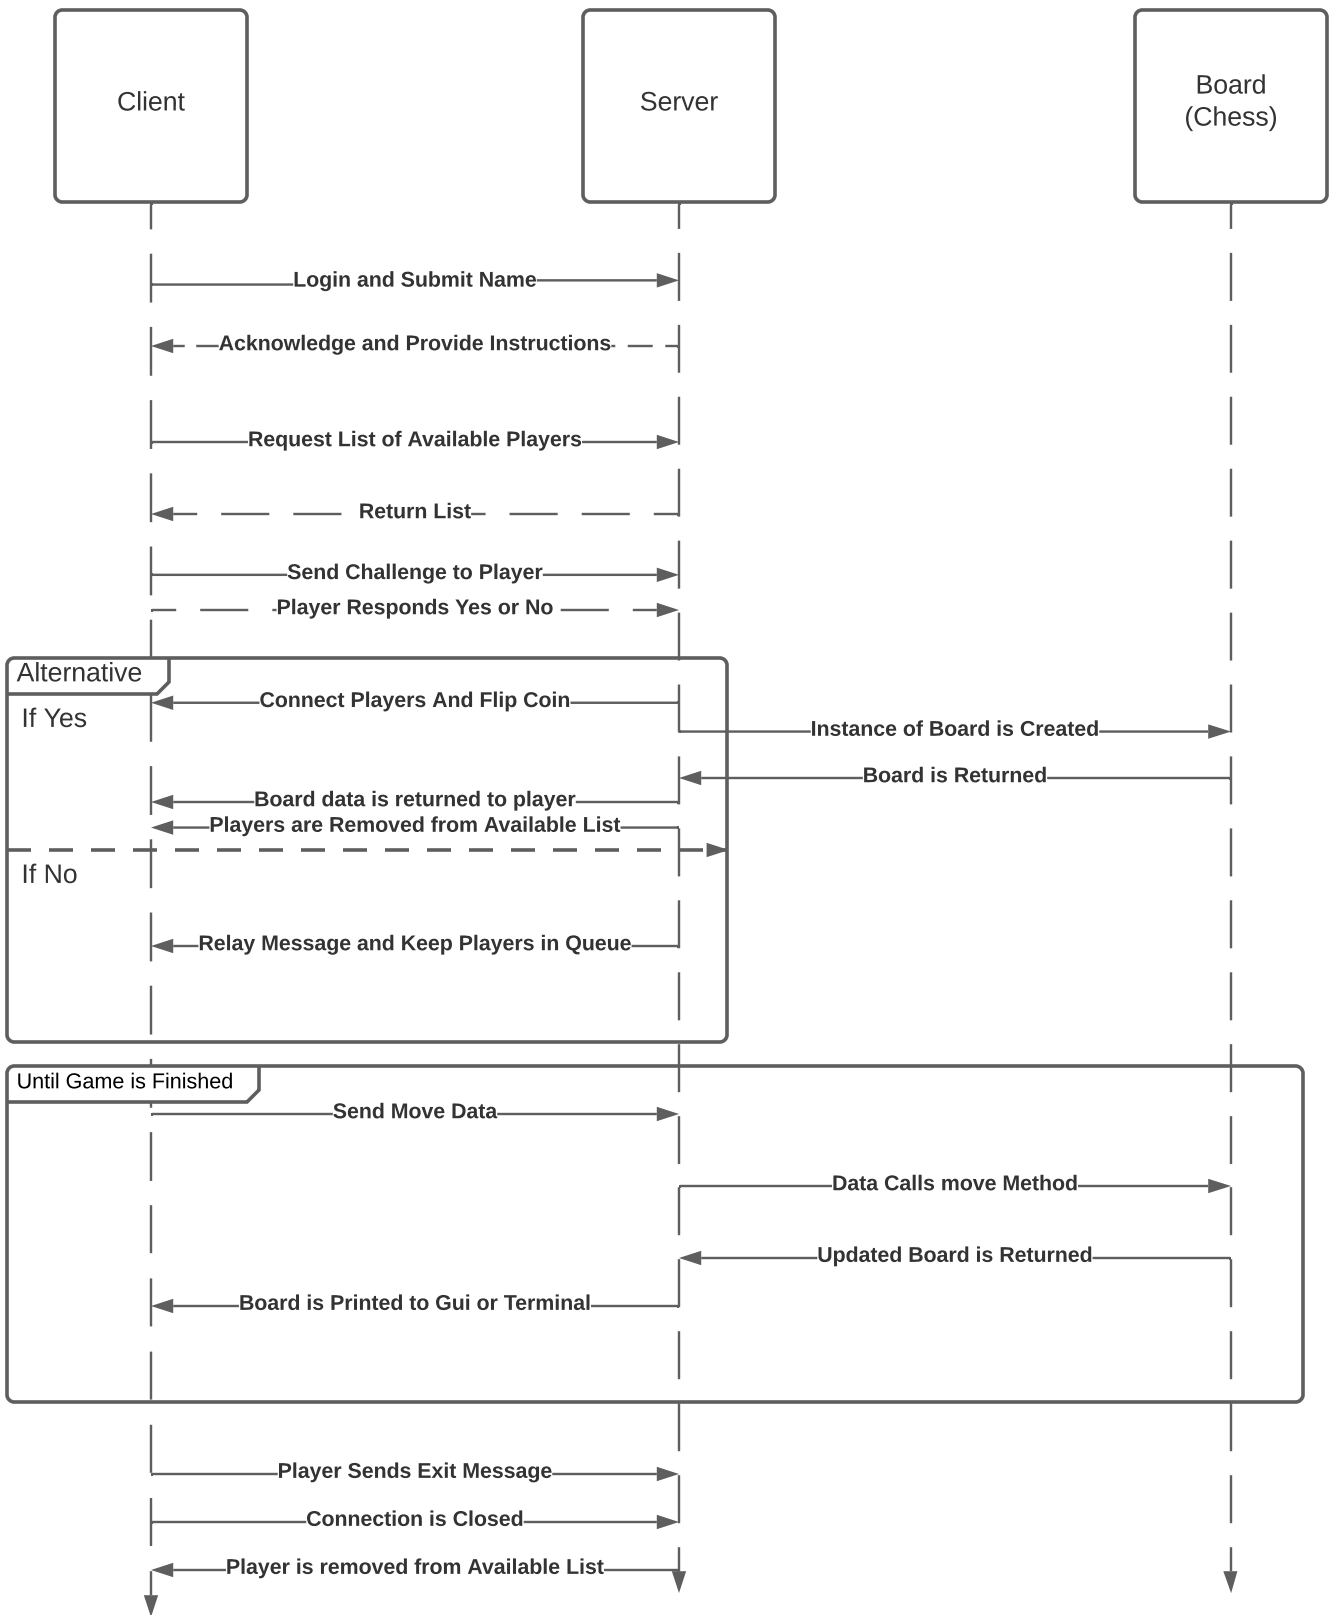 Client
Server
Board
(Chess)
Login and Submit Name
Acknowledge and Provide Instructions
Request List of Available Players
Return List
Send Challenge to Player
Player Responds Yes or No
Alternative
Connect Players And Flip Coin
If Yes
Instance of Board is Created
Board is Returned
Board data is returned to player
Players are Removed from Available List
If No
Relay Message and Keep Players in Queue
Until Game is Finished
Send Move Data
Data Calls move Method
Updated Board is Returned
Board is Printed to Gui or Terminal
Player Sends Exit Message
Connection is Closed
Player is removed from Available List